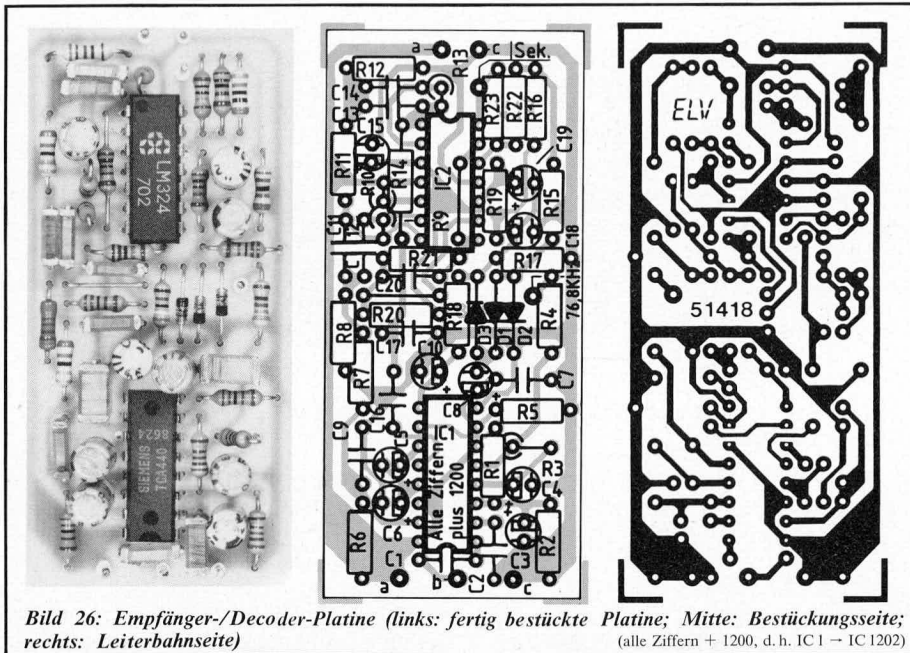 LM324
702
SIEMENS
TCA440
8624
a
c
Sek.
R12
R13
C14
C13
C15
R23
R22
R16
C19
R11
R10
R14
IC2
R19
R15
C11
C12
R9
C18
R21
R17
76,8KHz
C20
R8
R20
R18
D3
D1
D2
R4
C17
C10
R7
C7
C16
C8
R5
C9
C5
IC1
R1
R3
C4
Alle Ziffern
plus 1200
R6
C6
C3
R2
C1
C2
a
b
c
ELV
51418
Bild 26: Empfänger-/Decoder-Platine (links: fertig bestückte Platine; Mitte: Bestückungsseite;
rechts: Leiterbahnseite) (alle Ziffern + 1200, d. h. IC 1 → IC 1202)